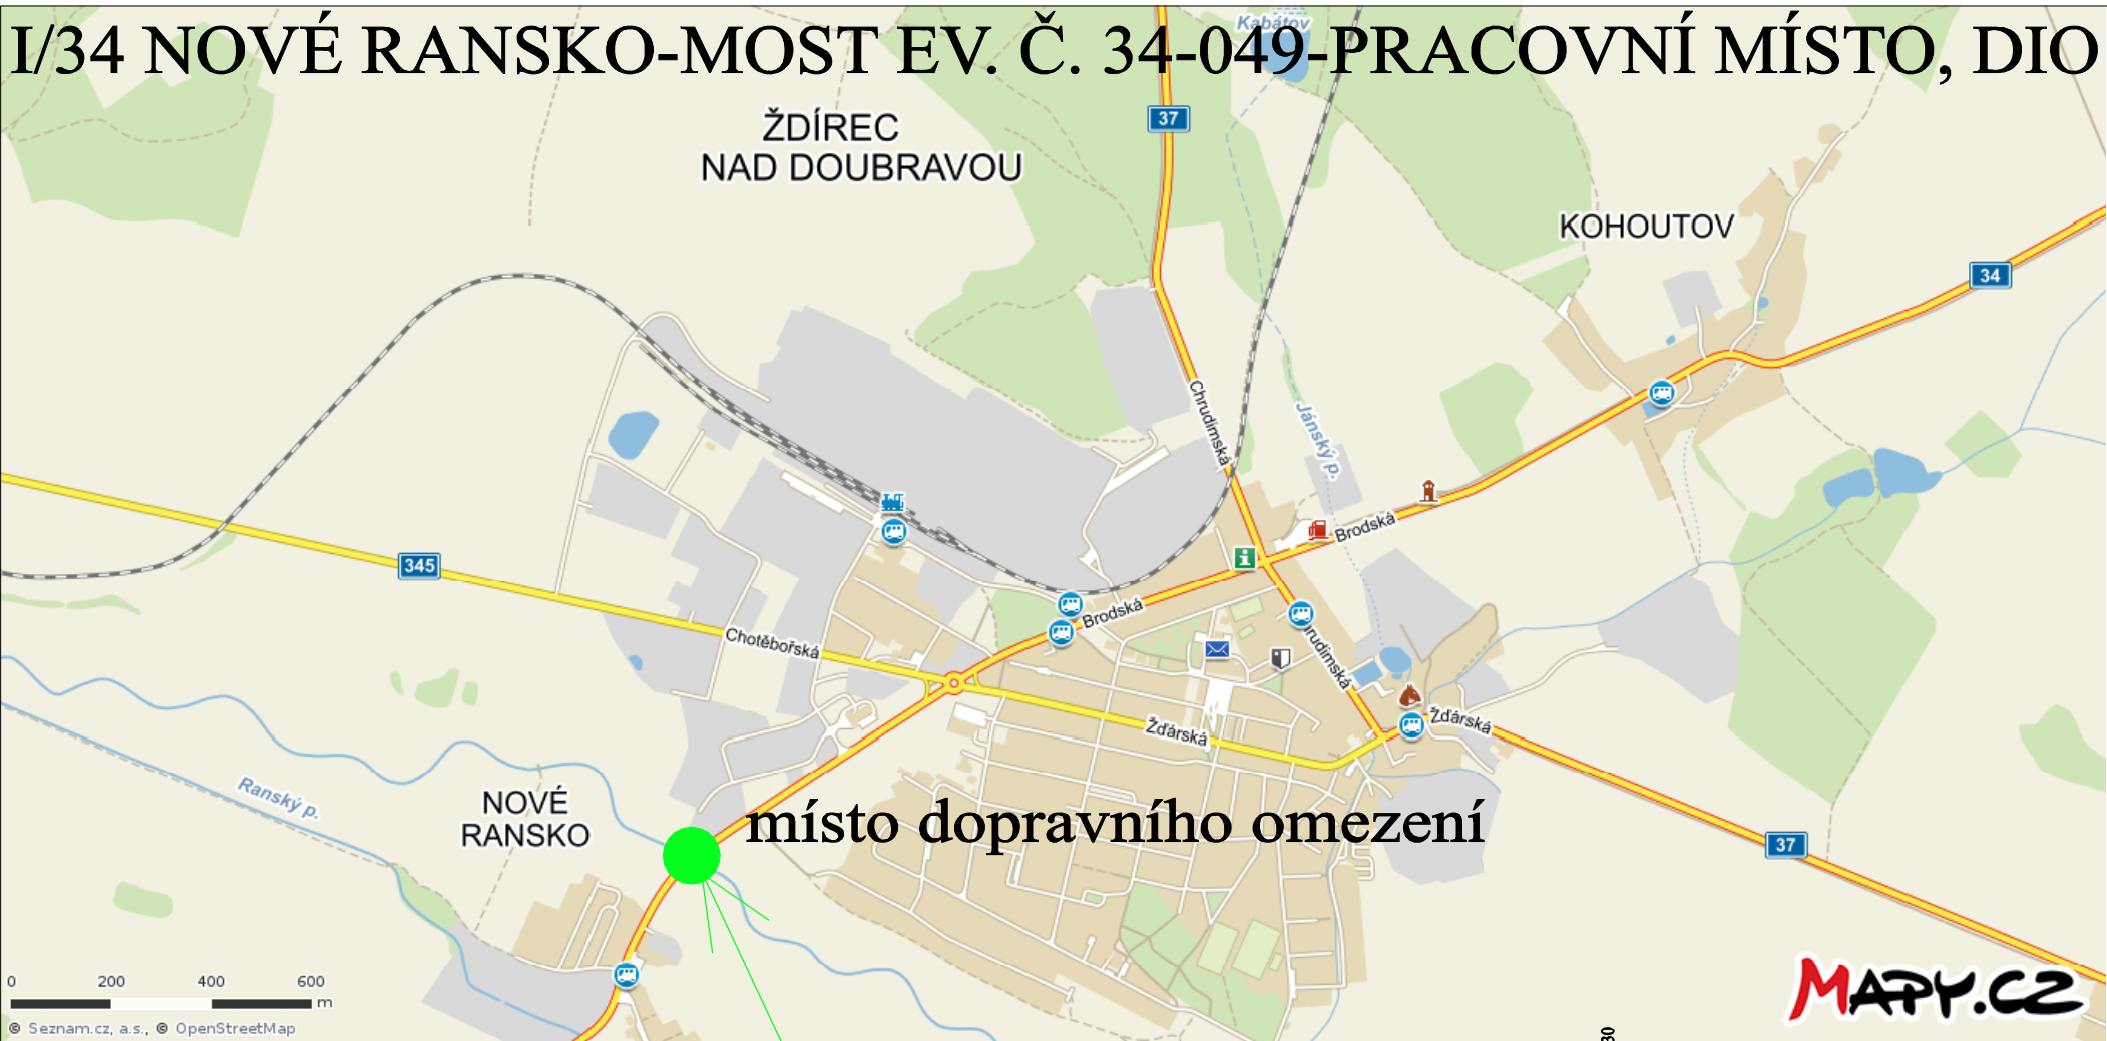 I/34 NOVÉ RANSKO-MOST EV. Č. 34-049-PRACOVNÍ MÍSTO, DIO
Kabátov
37
ŽDÍREC
NAD DOUBRAVOU
KOHOUTOV
34
Chrudimská
Jánský p.
Brodská
345
Brodská
Chotěbořská
Chrudimská
Žďárská
Žďárská
Ranský p.
NOVÉ
RANSKO
místo dopravního omezení
37
0 200 400 600
m
© Seznam.cz, a.s., © OpenStreetMap
MAPY.CZ